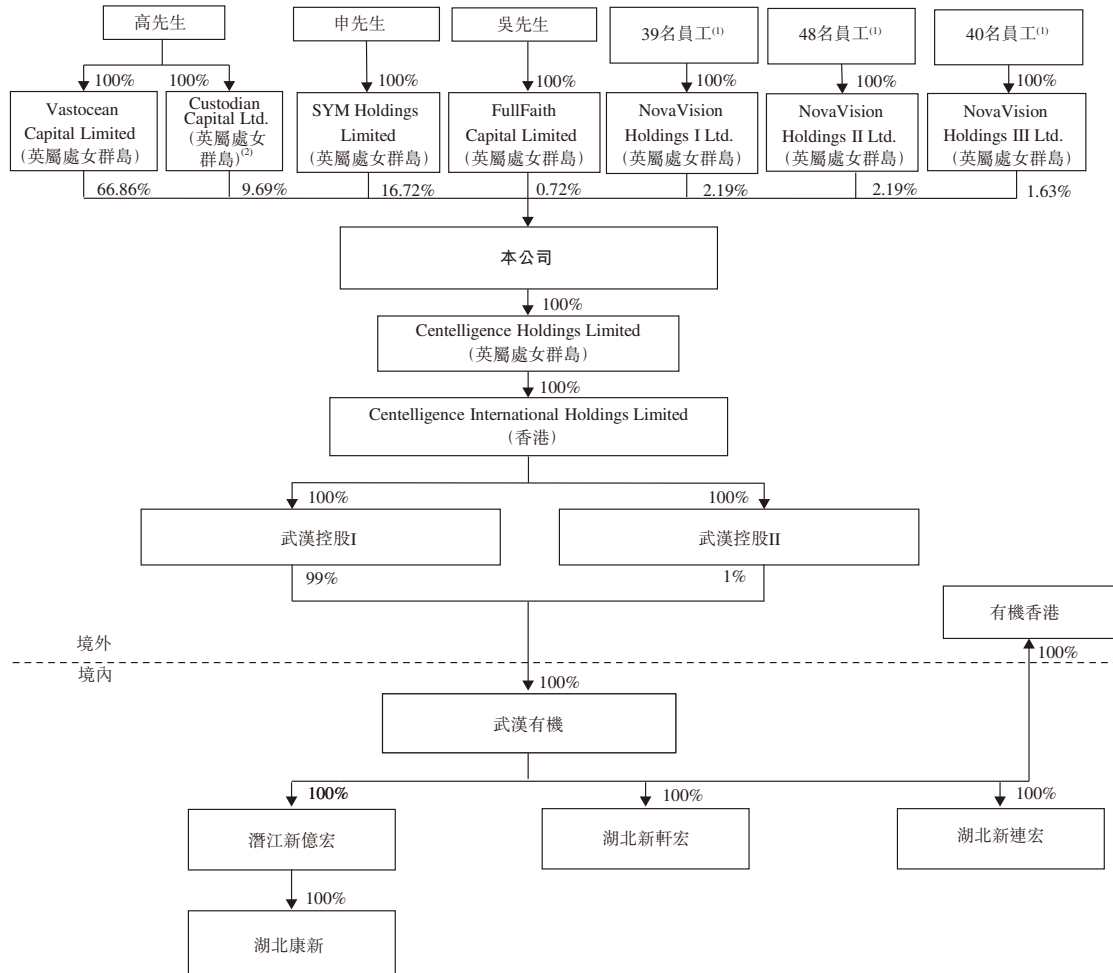 高先生
申先生
吳先生
39名員工(1)
48名員工(1)
40名員工(1)
100%
100%
100%
100%
100%
100%
100%
Vastocean
Capital Limited
(英屬處女群島)
Custodian
Capital Ltd.
(英屬處女
群島)(2)
SYM Holdings
Limited
(英屬處女群島)
FullFaith
Capital Limited
(英屬處女群島)
NovaVision
Holdings I Ltd.
(英屬處女群島)
NovaVision
Holdings II Ltd.
(英屬處女群島)
NovaVision
Holdings III Ltd.
(英屬處女群島)
66.86%
9.69%
16.72%
0.72%
2.19%
2.19%
1.63%
本公司
100%
Centelligence Holdings Limited
(英屬處女群島)
100%
Centelligence International Holdings Limited
(香港)
100%
100%
武漢控股I
武漢控股II
99%
1%
有機香港
境外
100%
境內
100%
武漢有機
100%
100%
100%
潛江新億宏
湖北新軒宏
湖北新連宏
100%
湖北康新